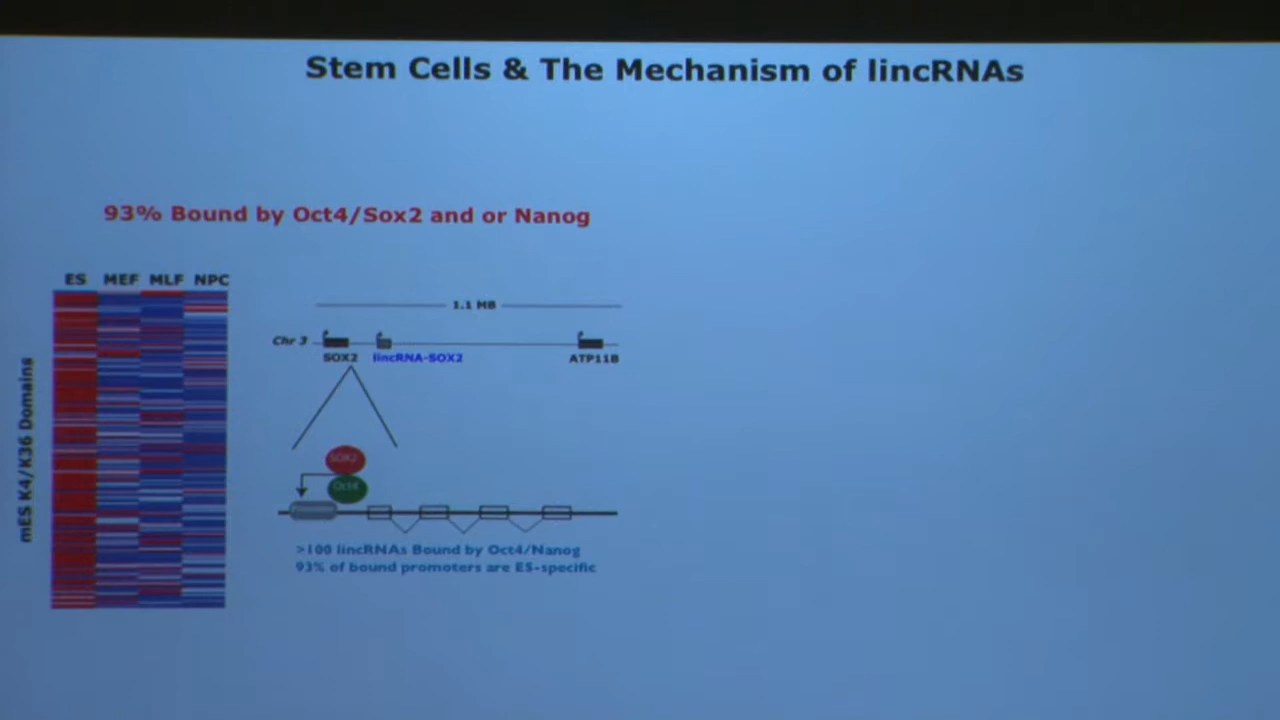 Stem Cells & The Mechanism of lincRNAs
93% Bound by Oct4/Sox2 and or Nanog
ES MEF MLF NPC
mES K4/K36 Domains
1.1 MB
Chr 3
SOX2 lincRNA-SOX2 ATP11B
SOX2
Oct4
>100 lincRNAs Bound by Oct4/Nanog
93% of bound promoters are ES-specific